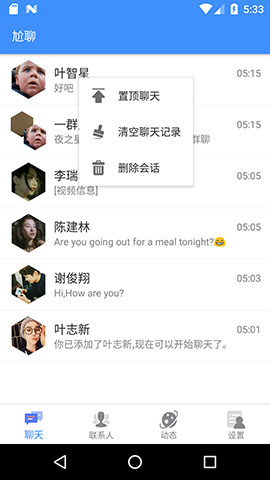 5:33
尬聊
叶智星
05:15
好吧
置顶聊天
一群
05:15
夜之星
群聊
清空聊天记录
李瑞
05:05
[视频信息]
删除会话
陈建林
05:05
Are you going out for a meal tonight?😂
谢俊翔
05:03
Hi,How are you?
叶志新
05:01
你已添加了叶志新,现在可以开始聊天了。
聊天
联系人
动态
设置